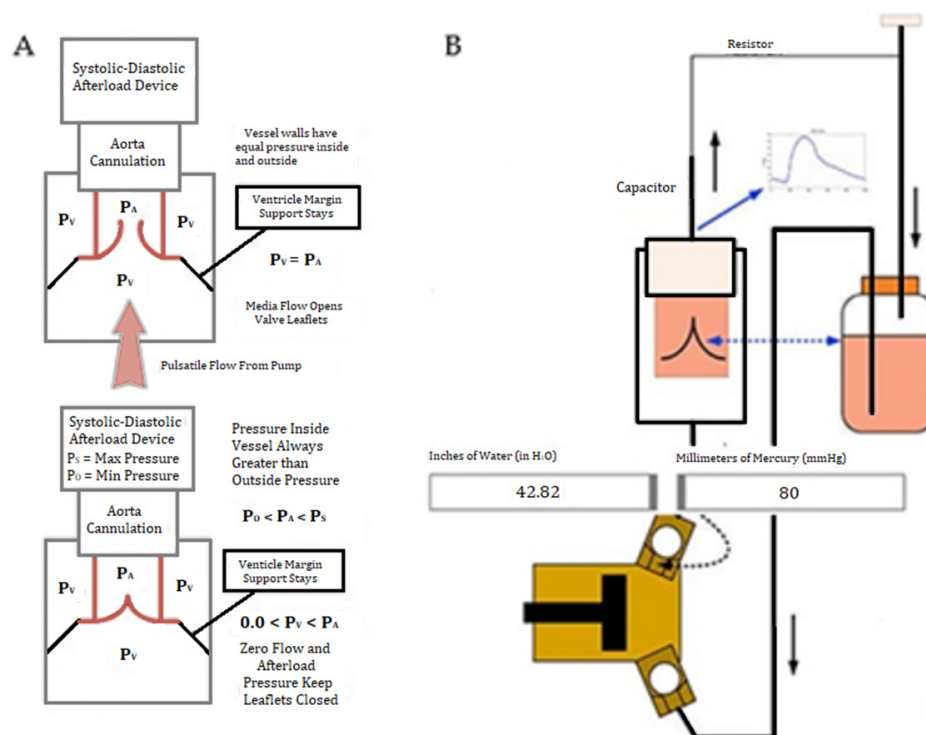 A
Systolic-Diastolic
Afterload Device
Aorta
Cannulation
Vessel walls have
equal pressure inside
and outside
Pv
PA
Pv
Ventricle Margin
Support Stays
Pv = PA
Pv
Media Flow Opens
Valve Leaflets
Pulsatile Flow From Pump
Systolic-Diastolic
Afterload Device
Ps = Max Pressure
PD = Min Pressure
Pressure Inside
Vessel Always
Greater than
Outside Pressure
Aorta
Cannulation
PD < PA < Ps
Pv
PA
Pv
Venticle Margin
Support Stays
0.0 < Pv < PA
Pv
Zero Flow and
Afterload
Pressure Keep
Leaflets Closed
B
Resistor
Capacitor
Inches of Water (in H₂O)
Millimeters of Mercury (mmHg)
42.82
80